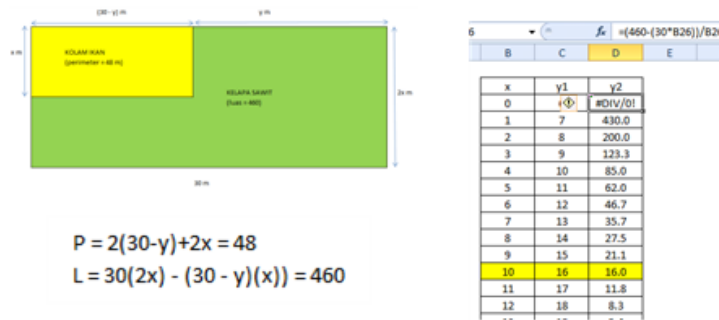 (30 - y) m
y m
x m
KOLAM IKAN
(perimeter = 48 m)
KELAPA SAWIT
(luas = 460)
2x m
30 m
P = 2(30-y)+2x = 48
L = 30(2x) - (30 - y)(x)) = 460
6 fx =(460-(30*B26))/B2
B C D E
x y1 y2
0 #DIV/0!
1 7 430.0
2 8 200.0
3 9 123.3
4 10 85.0
5 11 62.0
6 12 46.7
7 13 35.7
8 14 27.5
9 15 21.1
10 16 16.0
11 17 11.8
12 18 8.3